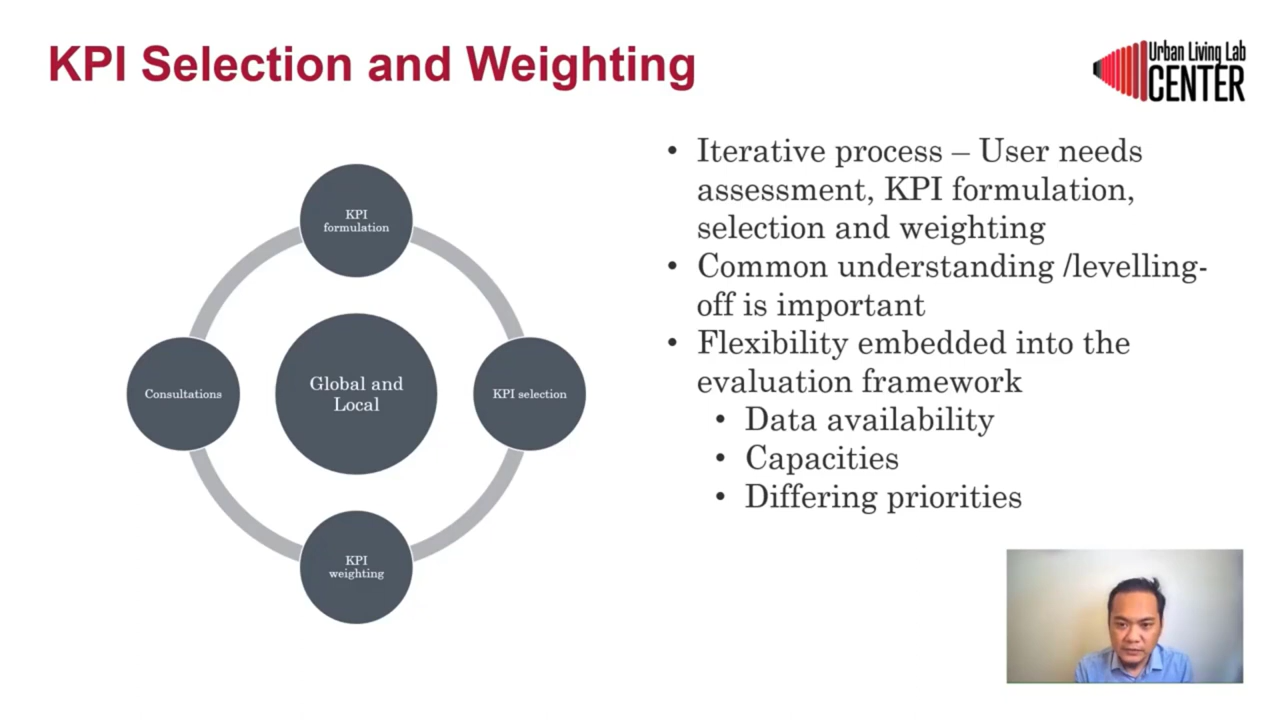 KPI Selection and Weighting
Urban Living Lab
CENTER
KPI
formulation
Consultations
Global and
Local
KPI selection
KPI
weighting
• Iterative process – User needs
assessment, KPI formulation,
selection and weighting
• Common understanding /levelling-
off is important
• Flexibility embedded into the
evaluation framework
• Data availability
• Capacities
• Differing priorities